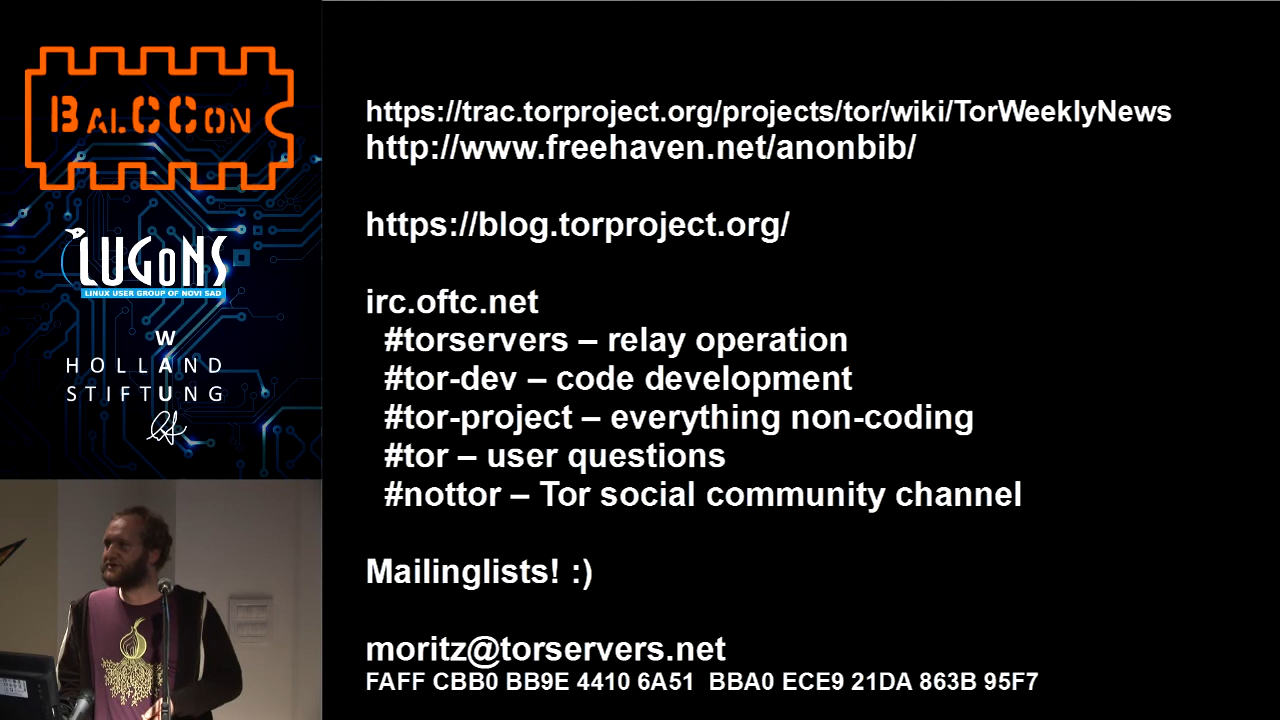 BALCCON
LUGONS
LINUX USER GROUP OF NOVI SAD
W
HOLLAND
STIFTUNG
https://trac.torproject.org/projects/tor/wiki/TorWeeklyNews
http://www.freehaven.net/anonbib/
https://blog.torproject.org/
irc.oftc.net
#torservers – relay operation
#tor-dev – code development
#tor-project – everything non-coding
#tor – user questions
#nottor – Tor social community channel
Mailinglists! :)
moritz@torservers.net
FAFF CBB0 BB9E 4410 6A51  BBA0 ECE9 21DA 863B 95F7